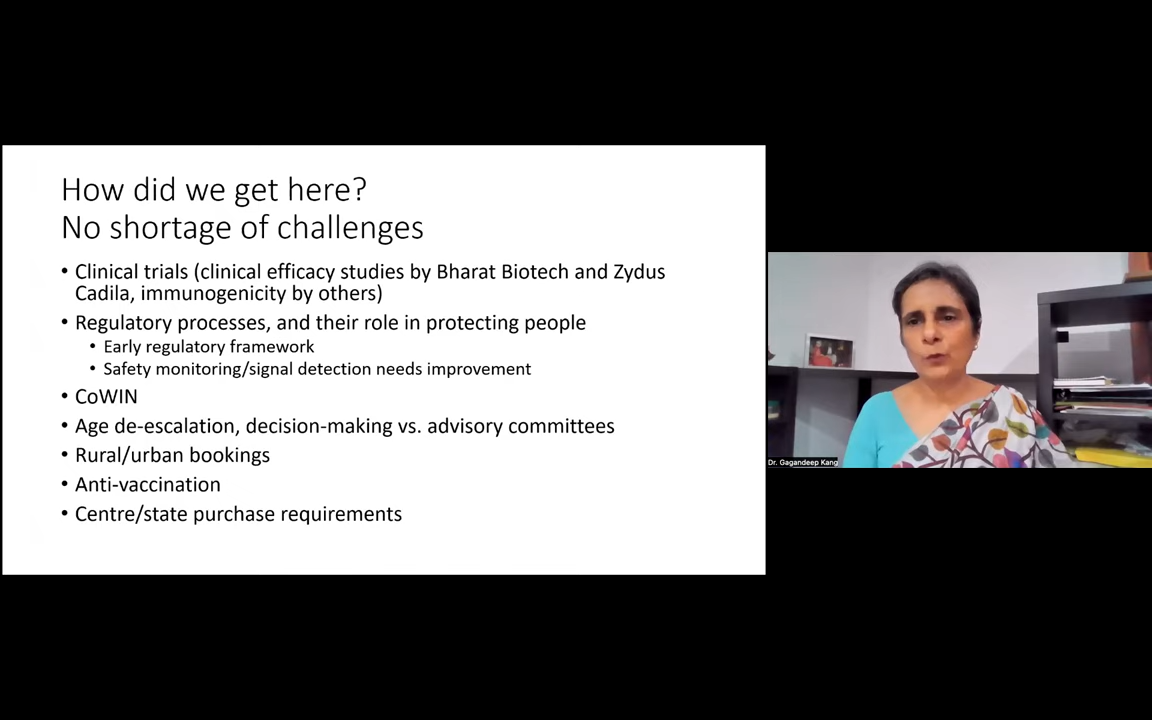 How did we get here?
No shortage of challenges
• Clinical trials (clinical efficacy studies by Bharat Biotech and Zydus
Cadila, immunogenicity by others)
• Regulatory processes, and their role in protecting people
• Early regulatory framework
• Safety monitoring/signal detection needs improvement
• CoWIN
• Age de-escalation, decision-making vs. advisory committees
• Rural/urban bookings
• Anti-vaccination
• Centre/state purchase requirements
Dr. Gagandeep Kang